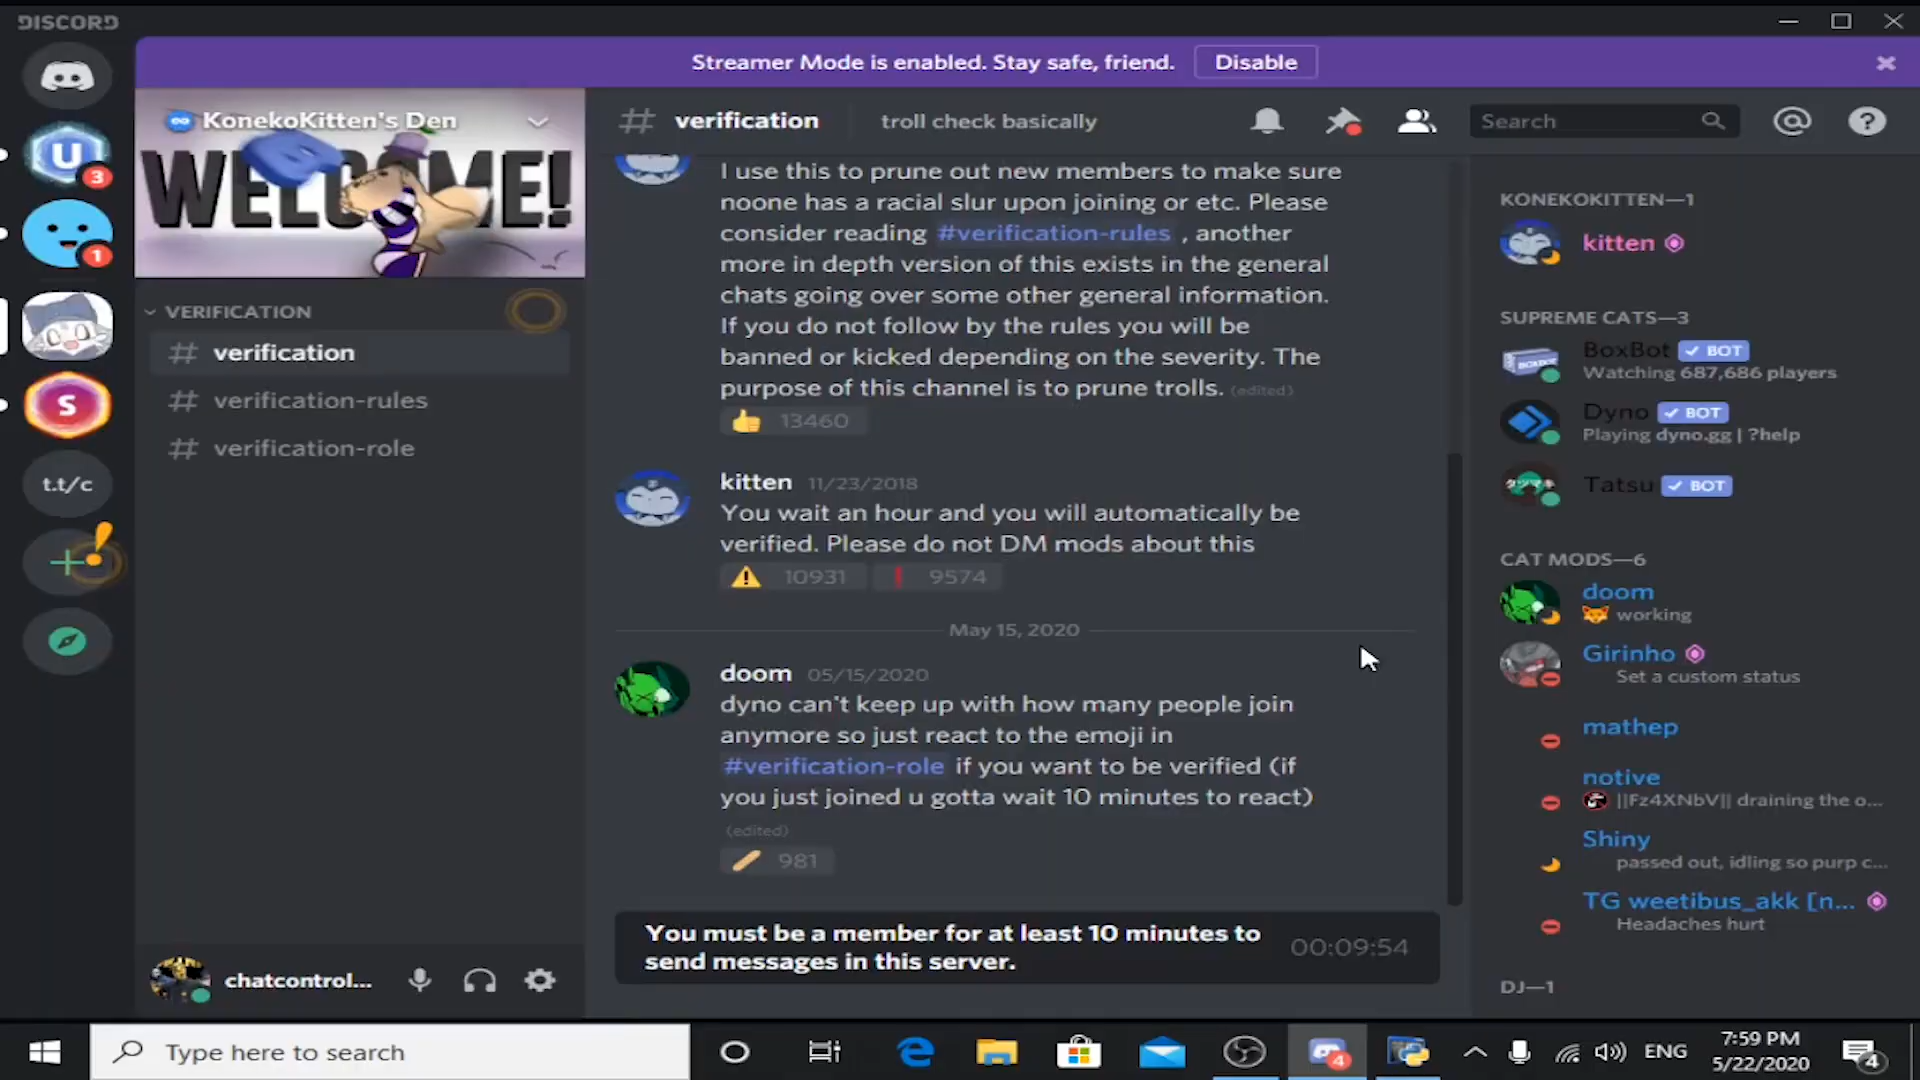 DISCORD
Streamer Mode is enabled. Stay safe, friend.
Disable
U
3
1
S
t.t/c
KonekoKitten's Den
WELCOME!
VERIFICATION
# verification
# verification-rules
# verification-role
chatcontrol...
# verification
troll check basically
Search
I use this to prune out new members to make sure
noone has a racial slur upon joining or etc. Please
consider reading #verification-rules , another
more in depth version of this exists in the general
chats going over some other general information.
If you do not follow by the rules you will be
banned or kicked depending on the severity. The
purpose of this channel is to prune trolls. (edited)
13460
kitten 11/23/2018
You wait an hour and you will automatically be
verified. Please do not DM mods about this
10931
9574
May 15, 2020
doom 05/15/2020
dyno can't keep up with how many people join
anymore so just react to the emoji in
#verification-role if you want to be verified (if
you just joined u gotta wait 10 minutes to react)
(edited)
981
You must be a member for at least 10 minutes to
send messages in this server.
00:09:54
KONEKOKITTEN—1
kitten
SUPREME CATS—3
BoxBot ✓ BOT
Watching 687,686 players
Dyno ✓ BOT
Playing dyno.gg | ?help
Tatsu ✓ BOT
CAT MODS—6
doom
working
Girinho
Set a custom status
mathep
notive
||Fz4XNbV|| draining the o...
Shiny
passed out, idling so purp c...
TG weetibus_akk [n...
Headaches hurt
DJ—1
Type here to search
4
ENG
7:59 PM
5/22/2020
4